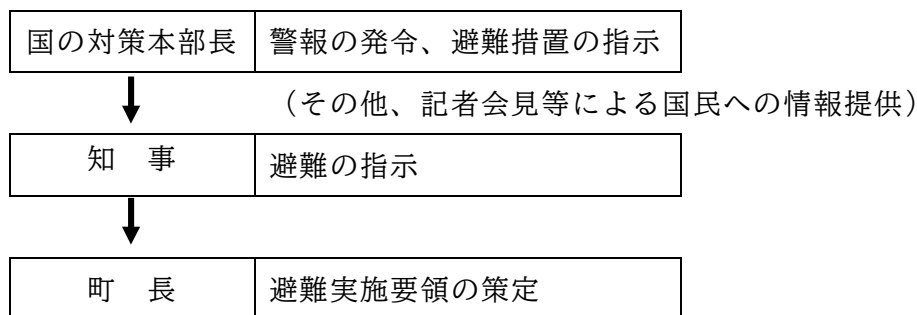 国の対策本部長 警報の発令、避難措置の指示
（その他、記者会見等による国民への情報提供）
知　事 避難の指示
町　長 避難実施要領の策定